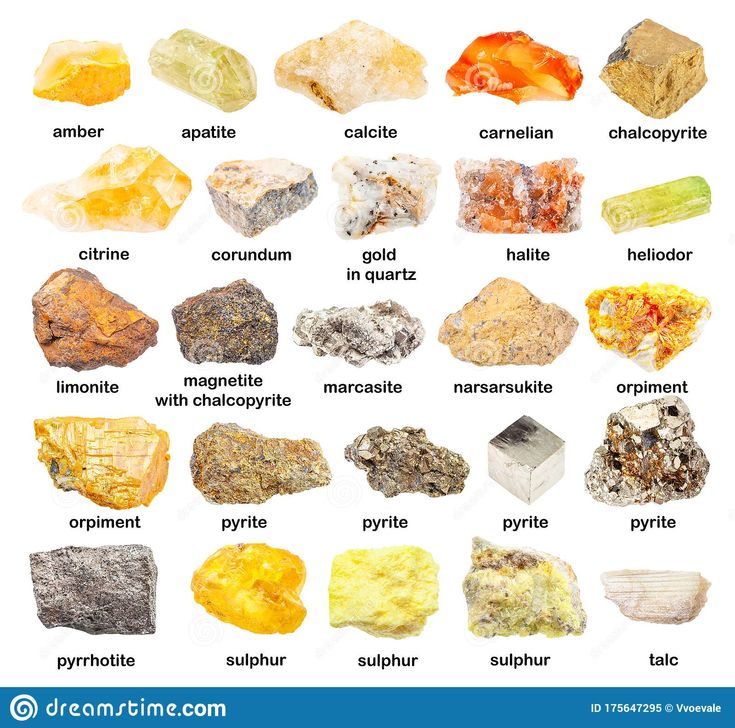 amber apatite calcite carnelian chalcopyrite
citrine corundum gold in quartz halite heliodor
limonite magnetite with chalcopyrite marcasite narsarsukite orpiment
orpiment pyrite pyrite pyrite pyrite
pyrrhotite sulphur sulphur sulphur talc
dreamstime.com
ID 175647295 © Vvoevale